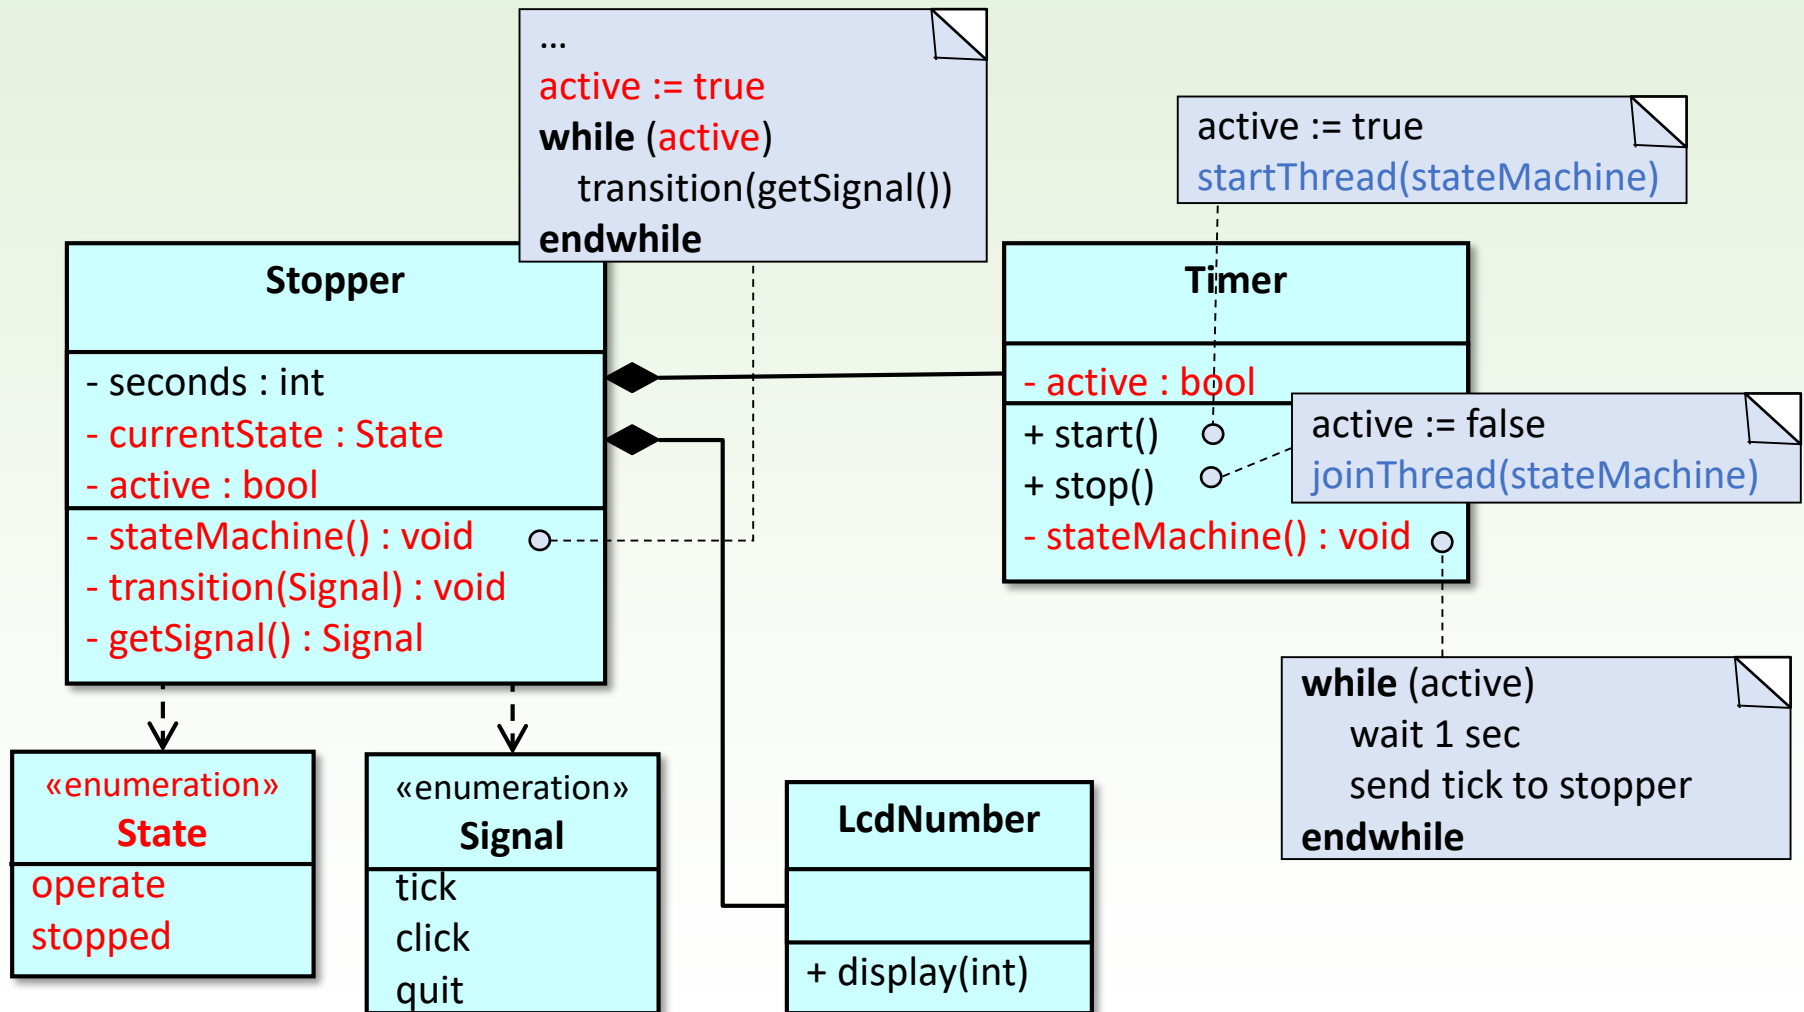 ...
active := true
while (active)
transition(getSignal())
endwhile
active := true
startThread(stateMachine)
Stopper
- seconds : int
- currentState : State
- active : bool
- stateMachine() : void
- transition(Signal) : void
- getSignal() : Signal
Timer
- active : bool
+ start()
+ stop()
- stateMachine() : void
active := false
joinThread(stateMachine)
while (active)
wait 1 sec
send tick to stopper
endwhile
«enumeration»
State
operate
stopped
«enumeration»
Signal
tick
click
quit
LcdNumber
+ display(int)